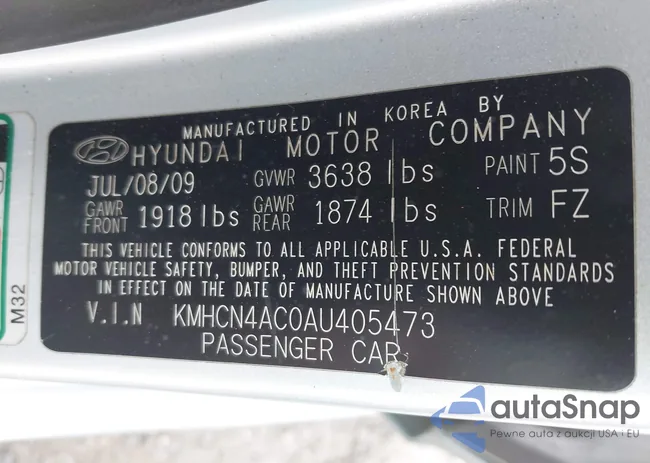 MANUFACTURED IN KOREA BY
HYUNDAI MOTOR COMPANY
JUL/08/09 GVWR 3638 lbs PAINT 5S
GAWR FRONT 1918 lbs GAWR REAR 1874 lbs TRIM FZ
THIS VEHICLE CONFORMS TO ALL APPLICABLE U.S.A. FEDERAL
MOTOR VEHICLE SAFETY, BUMPER, AND THEFT PREVENTION STANDARDS
IN EFFECT ON THE DATE OF MANUFACTURE SHOWN ABOVE
V.I.N KMHCN4AC0AU405473
PASSENGER CAR
M32
autaSnap
Pewne auta z aukcji USA i EU